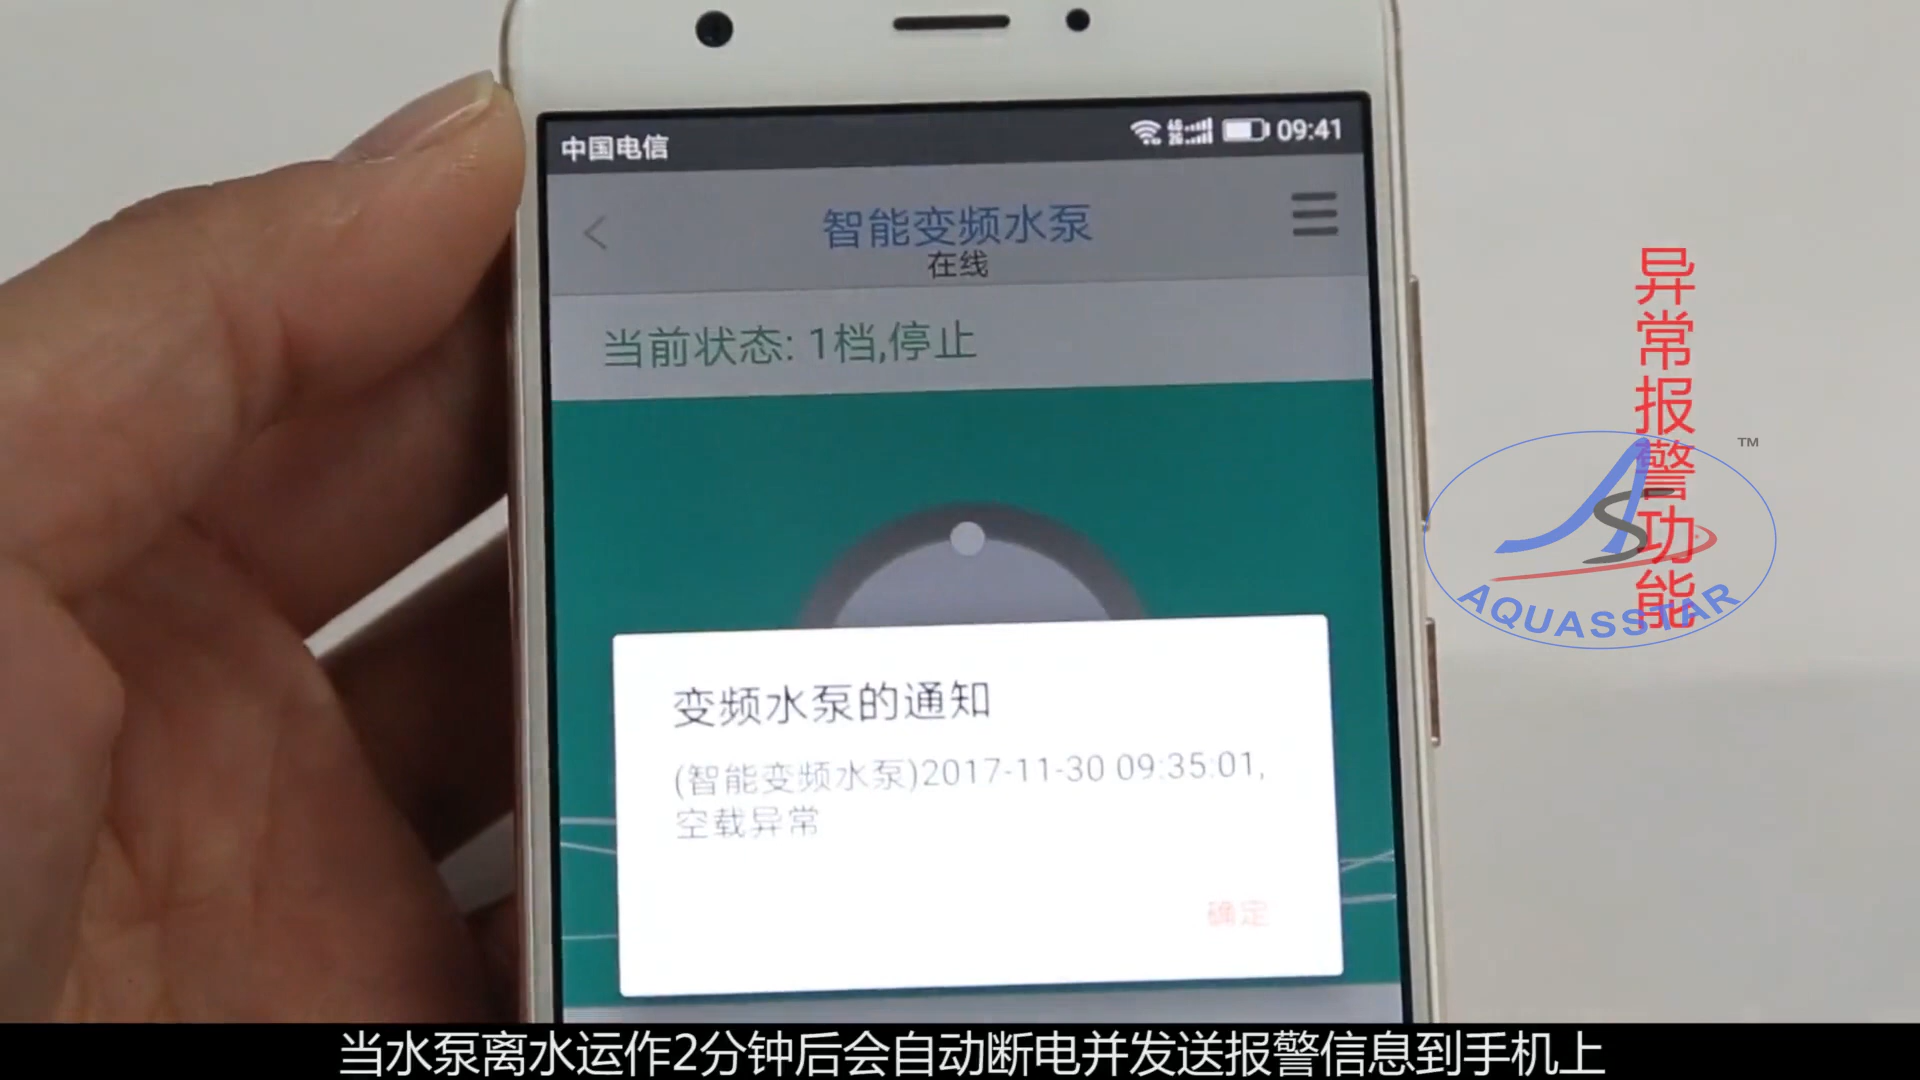 中国电信
09:41
智能变频水泵
在线
当前状态: 1档,停止
变频水泵的通知
(智能变频水泵)2017-11-30 09:35:01,
空载异常
确定
异常报警功能
AS
TM
AQUASSTAR
当水泵离水运作2分钟后会自动断电并发送报警信息到手机上